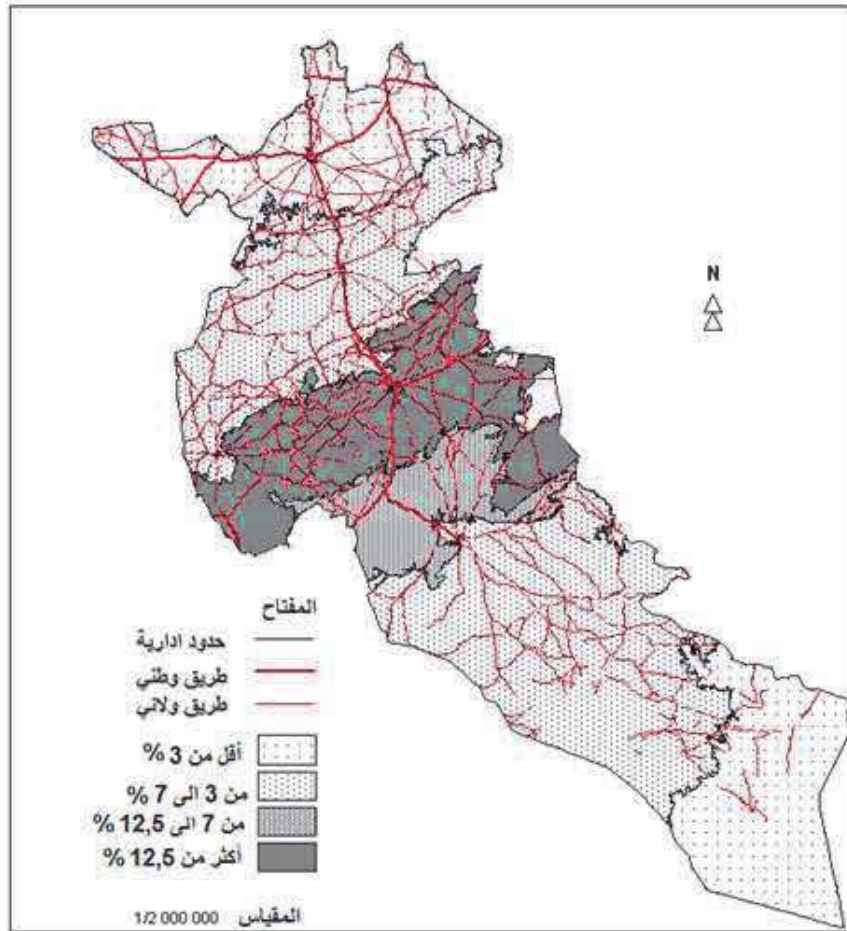 N
المفتاح
حدود ادارية
طريق وطني
طريق ولائي
أقل من 3 %
من 3 الى 7 %
من 7 الى 12,5 %
أكثر من 12,5 %
المقياس 1/2 000 000